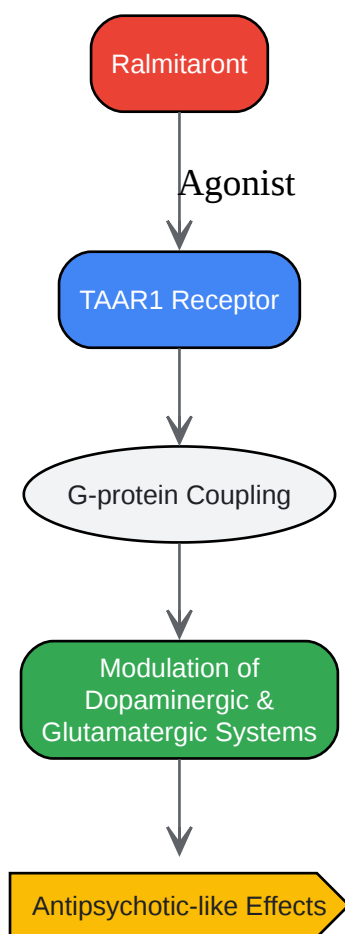 Ralmitaront
Agonist
TAAR1 Receptor
G-protein Coupling
Modulation of
Dopaminergic &
Glutamatergic Systems
Antipsychotic-like Effects